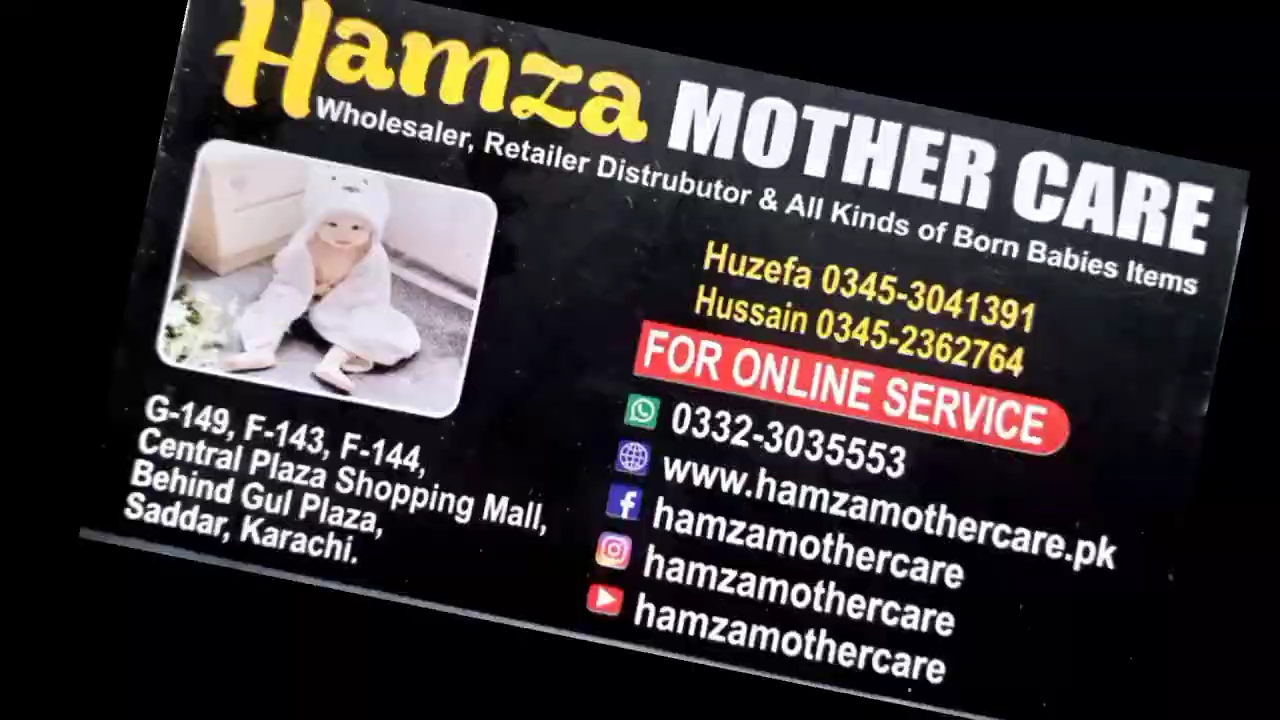 Hamza MOTHER CARE
Wholesaler, Retailer Distrubutor & All Kinds of Born Babies Items
Huzefa 0345-3041391
Hussain 0345-2362764
FOR ONLINE SERVICE
0332-3035553
www.hamzamothercare.pk
hamzamothercare
hamzamothercare
hamzamothercare
G-149, F-143, F-144,
Central Plaza Shopping Mall,
Behind Gul Plaza,
Saddar, Karachi.